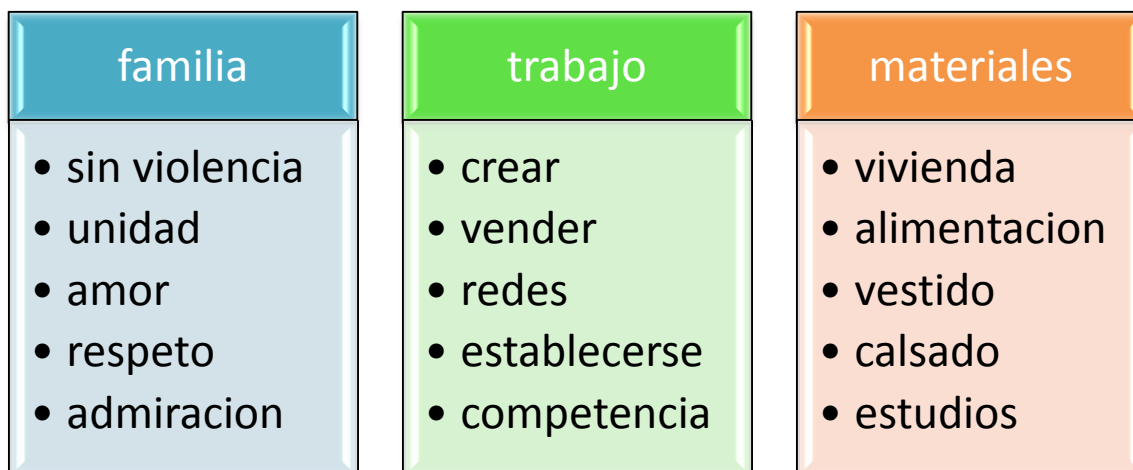 familia
• sin violencia
• unidad
• amor
• respeto
• admiracion
trabajo
• crear
• vender
• redes
• establecerse
• competencia
materiales
• vivienda
• alimentacion
• vestido
• calsado
• estudios